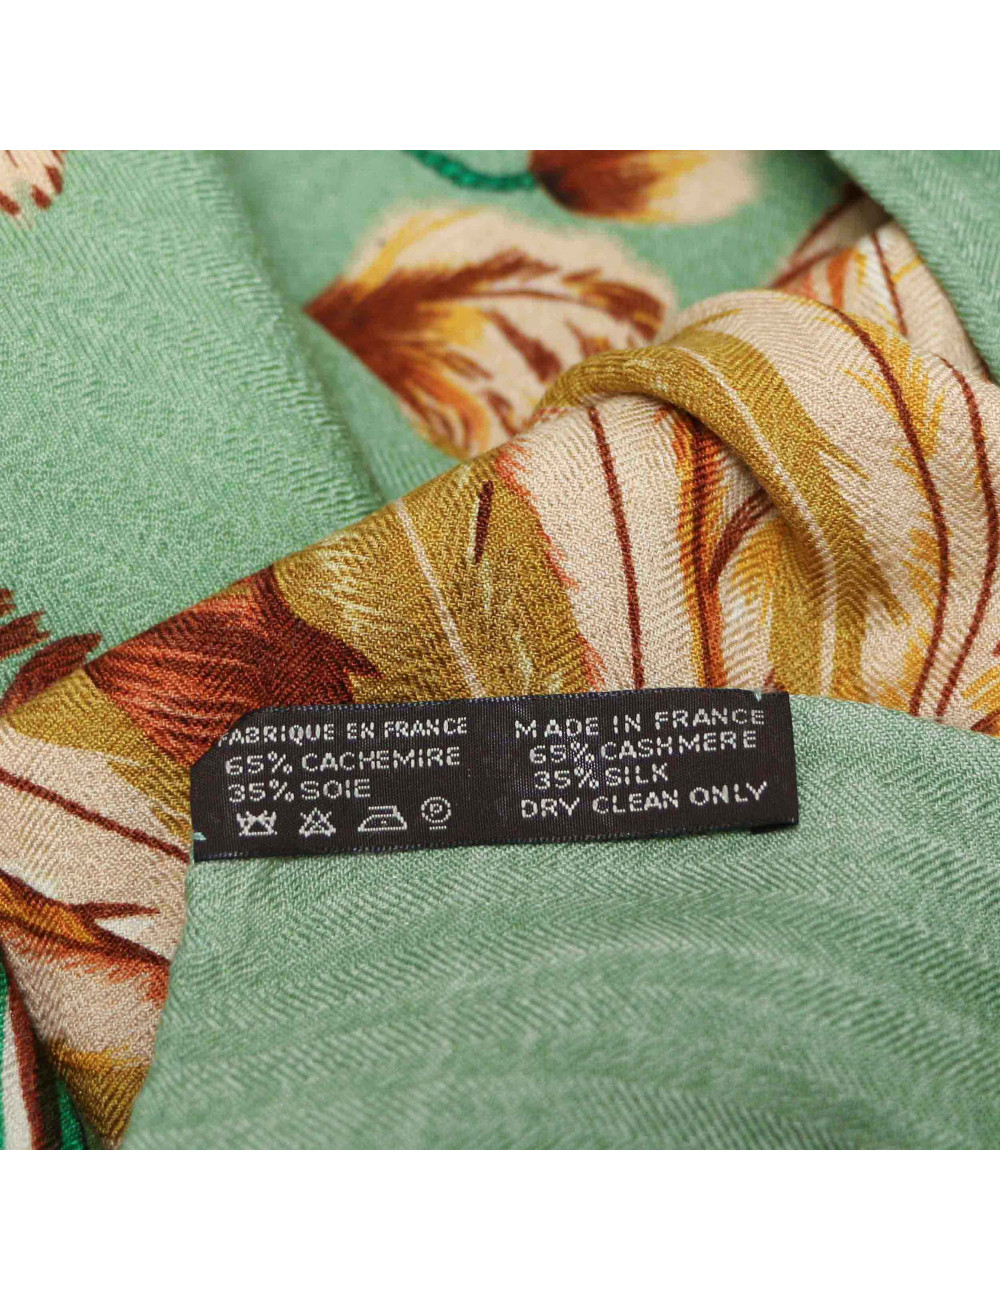 FABRIQUE EN FRANCE
65% CACHEMIRE
35% SOIE
P
MADE IN FRANCE
65% CASHMERE
35% SILK
DRY CLEAN ONLY